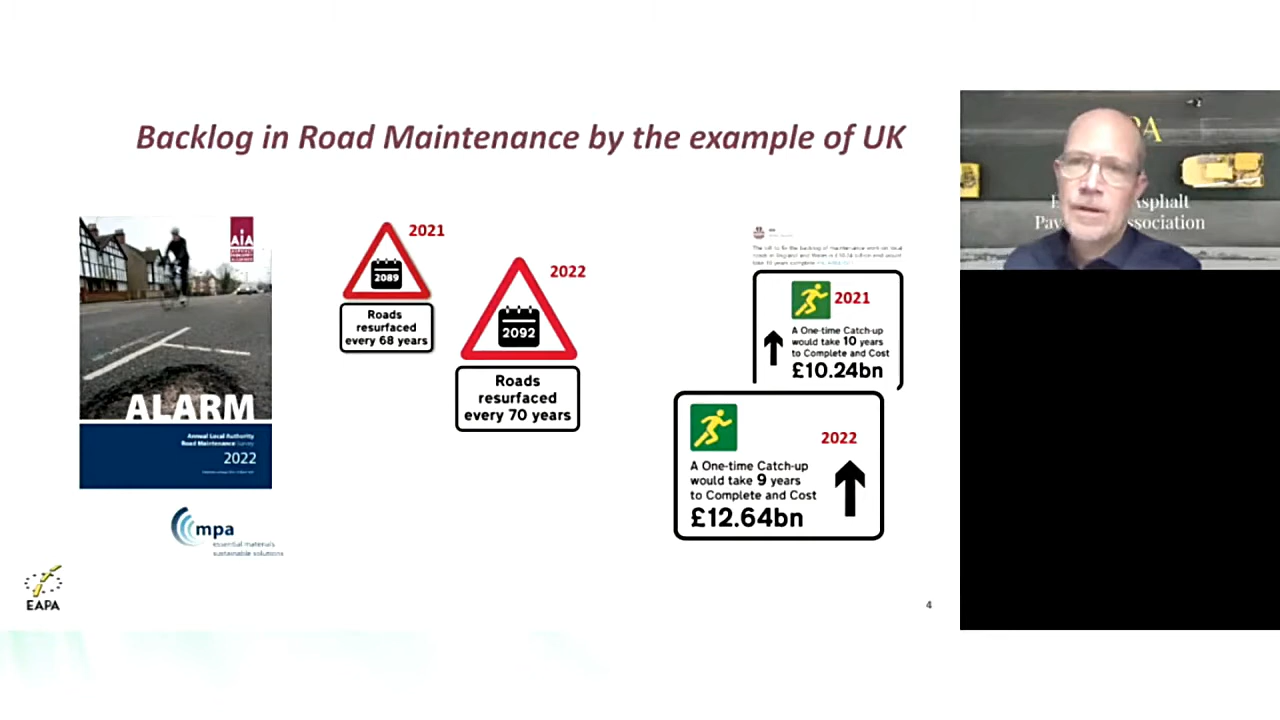 Backlog in Road Maintenance by the example of UK
AIA
ALARM
Annual Local Authority
Road Maintenance Survey
2022
mpa
essential materials
sustainable solutions
EAPA
2021
2089
Roads
resurfaced
every 68 years
2022
2092
Roads
resurfaced
every 70 years
2021
A One-time Catch-up
would take 10 years
to Complete and Cost
£10.24bn
2022
A One-time Catch-up
would take 9 years
to Complete and Cost
£12.64bn
4
PA
sphalt
Pav ssociation